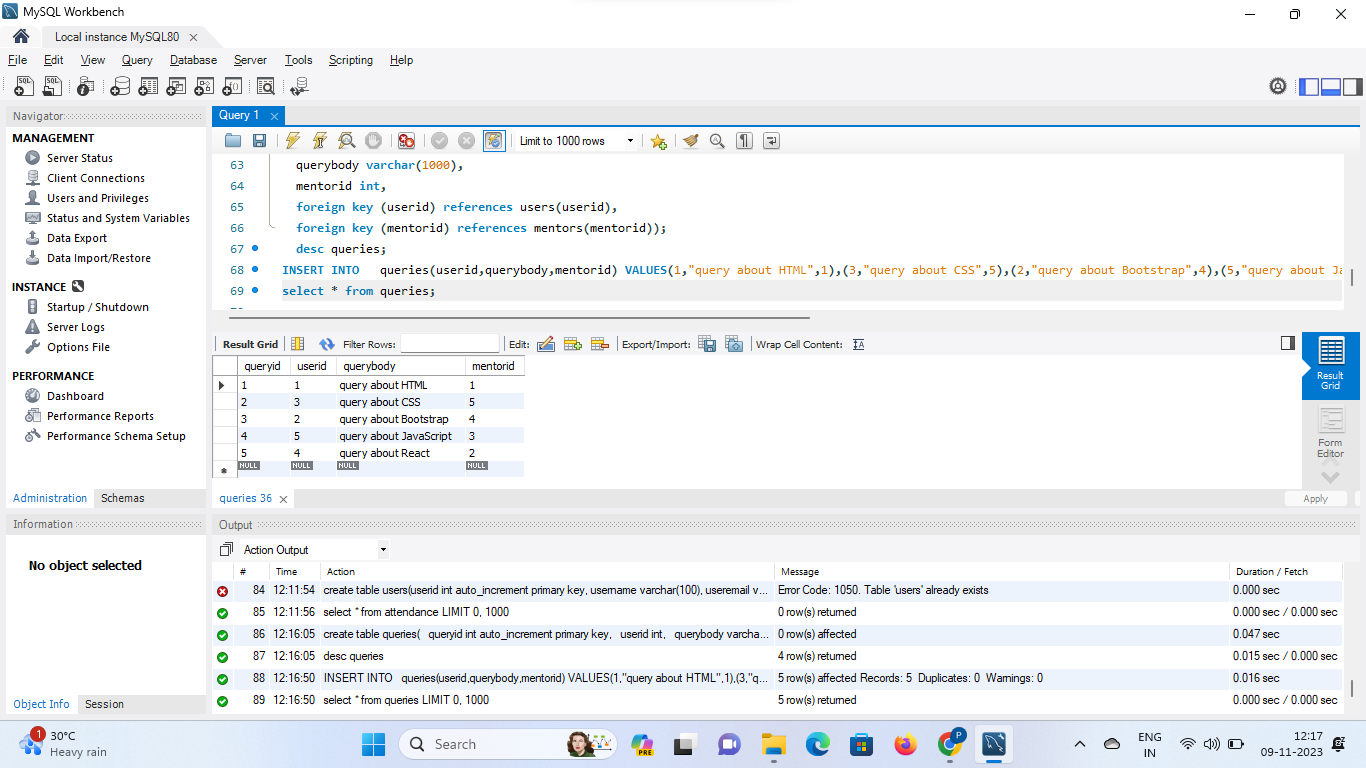 MySQL Workbench
Local instance MySQL80
File Edit View Query Database Server Tools Scripting Help
Navigator
MANAGEMENT
Server Status
Client Connections
Users and Privileges
Status and System Variables
Data Export
Data Import/Restore
INSTANCE
Startup / Shutdown
Server Logs
Options File
PERFORMANCE
Dashboard
Performance Reports
Performance Schema Setup
Administration Schemas
Information
No object selected
Object Info Session
Query 1
Limit to 1000 rows
63 querybody varchar(1000),
64 mentorid int,
65 foreign key (userid) references users(userid),
66 foreign key (mentorid) references mentors(mentorid));
67 desc queries;
68 INSERT INTO queries(userid,querybody,mentorid) VALUES(1,"query about HTML",1),(3,"query about CSS",5),(2,"query about Bootstrap",4),(5,"query about Ja
69 select * from queries;
Result Grid Filter Rows: Edit: Export/Import: Wrap Cell Content:
queryid userid querybody mentorid
1 1 query about HTML 1
2 3 query about CSS 5
3 2 query about Bootstrap 4
4 5 query about JavaScript 3
5 4 query about React 2
NULL NULL NULL NULL
Result
Grid
Form
Editor
queries 36
Apply
Output
Action Output
# Time Action Message Duration / Fetch
84 12:11:54 create table users(userid int auto_increment primary key, username varchar(100), useremail v... Error Code: 1050. Table 'users' already exists 0.000 sec
85 12:11:56 select * from attendance LIMIT 0, 1000 0 row(s) returned 0.000 sec / 0.000 sec
86 12:16:05 create table queries( queryid int auto_increment primary key, userid int, querybody varcha... 0 row(s) affected 0.047 sec
87 12:16:05 desc queries 4 row(s) returned 0.015 sec / 0.000 sec
88 12:16:50 INSERT INTO queries(userid,querybody,mentorid) VALUES(1,"query about HTML",1),(3,"q... 5 row(s) affected Records: 5 Duplicates: 0 Warnings: 0 0.016 sec
89 12:16:50 select * from queries LIMIT 0, 1000 5 row(s) returned 0.000 sec / 0.000 sec
1
30°C
Heavy rain
Search
PRE
P
ENG
IN
12:17
09-11-2023